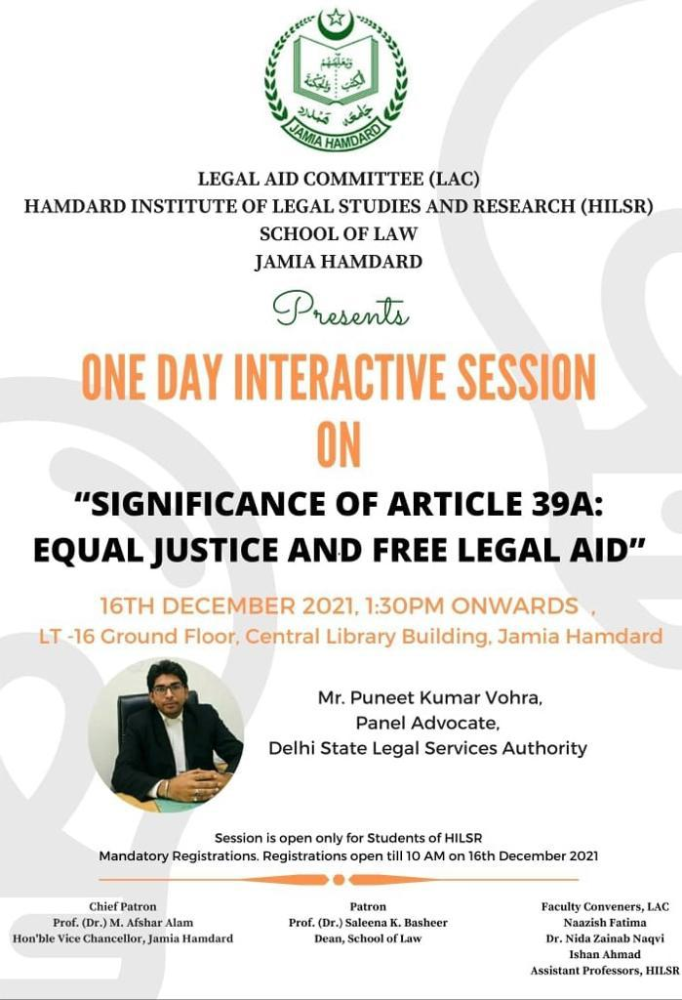 ويعلمهم
الكتب
والحكمة
جامعہ ہمدرد
JAMIA HAMDARD
LEGAL AID COMMITTEE (LAC)
HAMDARD INSTITUTE OF LEGAL STUDIES AND RESEARCH (HILSR)
SCHOOL OF LAW
JAMIA HAMDARD
Presents
ONE DAY INTERACTIVE SESSION
ON
“SIGNIFICANCE OF ARTICLE 39A:
EQUAL JUSTICE AND FREE LEGAL AID”
16TH DECEMBER 2021, 1:30PM ONWARDS ,
LT -16 Ground Floor, Central Library Building, Jamia Hamdard
Mr. Puneet Kumar Vohra,
Panel Advocate,
Delhi State Legal Services Authority
Session is open only for Students of HILSR
Mandatory Registrations. Registrations open till 10 AM on 16th December 2021
Chief Patron
Prof. (Dr.) M. Afshar Alam
Hon'ble Vice Chancellor, Jamia Hamdard
Patron
Prof. (Dr.) Saleena K. Basheer
Dean, School of Law
Faculty Conveners, LAC
Naazish Fatima
Dr. Nida Zainab Naqvi
Ishan Ahmad
Assistant Professors, HILSR